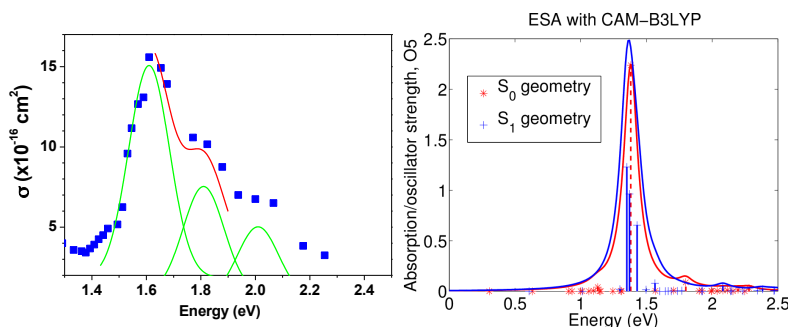 ESA with CAM−B3LYP
σ (x10⁻¹⁶ cm²)
15
10
5
1.4 1.6 1.8 2.0 2.2 2.4
Energy (eV)
Absorption/oscillator strength, O5
2.5
2
1.5
1
0.5
0
S₀ geometry
S₁ geometry
0 0.5 1 1.5 2 2.5
Energy (eV)